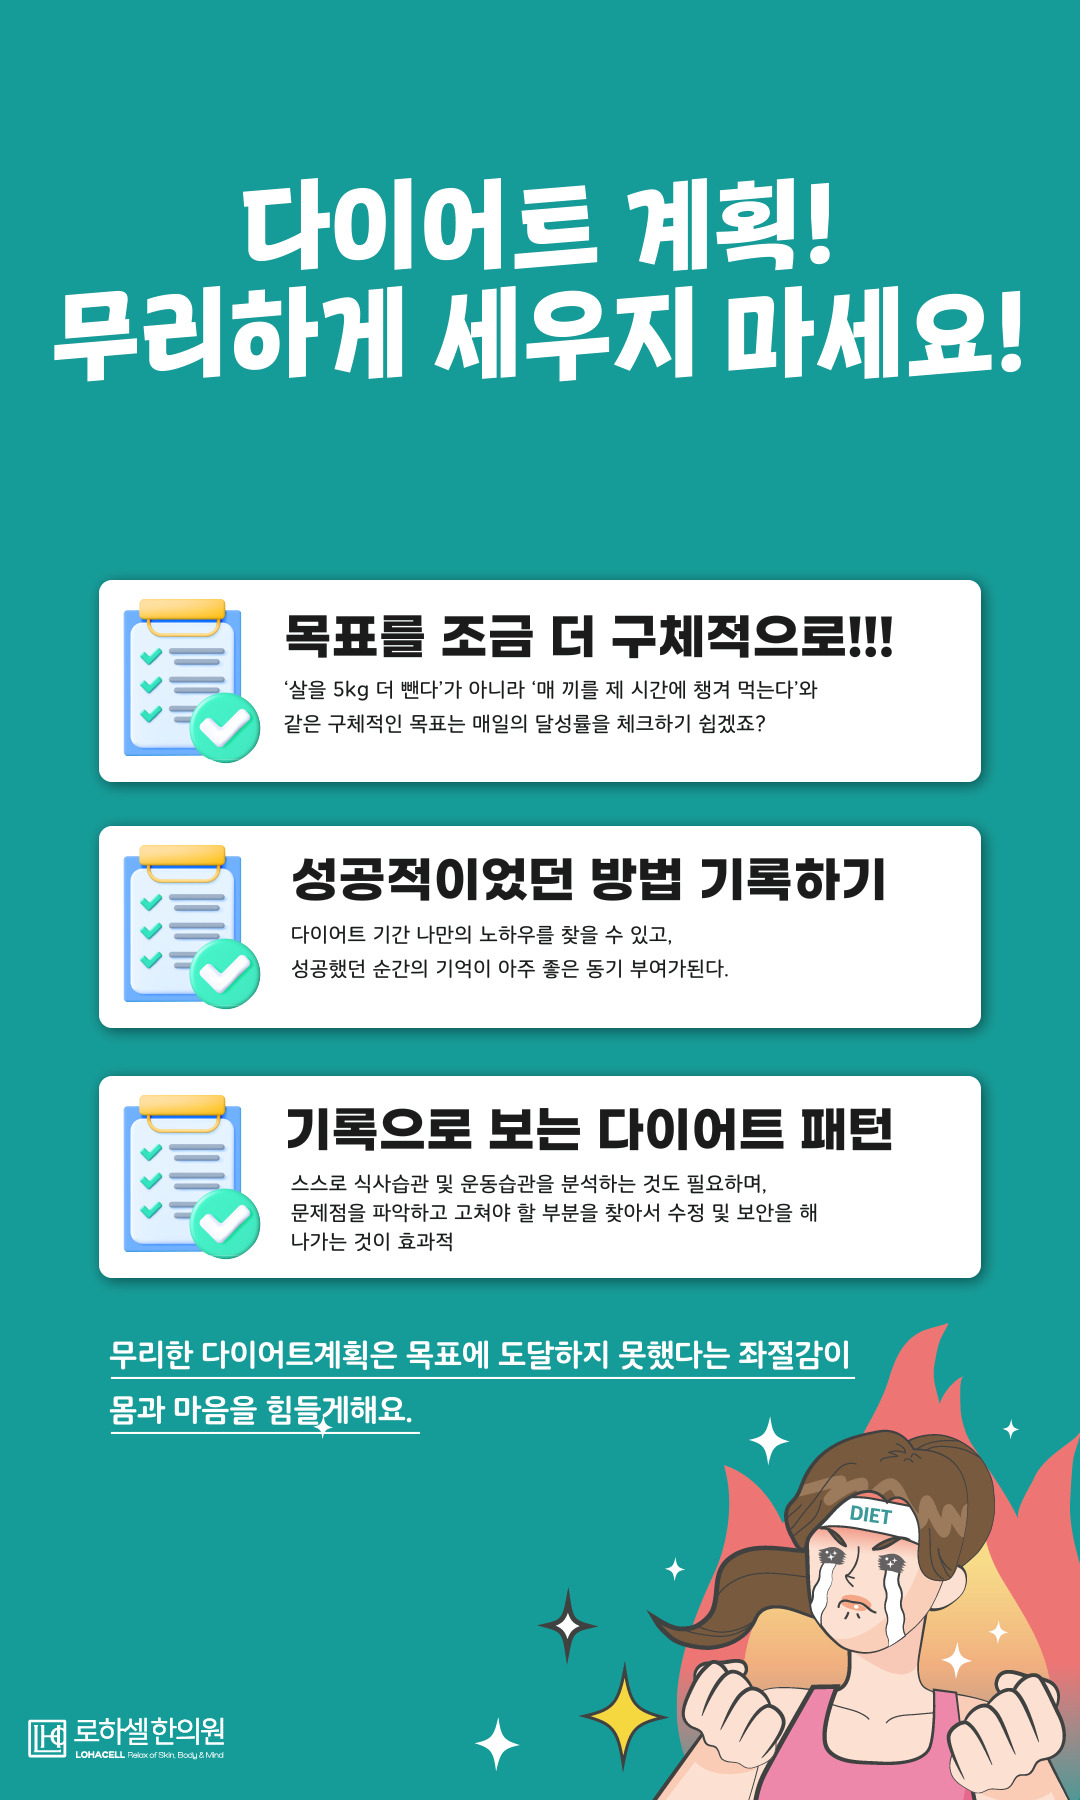 다이어트 계획!
무리하게 세우지 마세요!
목표를 조금 더 구체적으로!!!
‘살을 5kg 더 뺀다’가 아니라 ‘매 끼를 제 시간에 챙겨 먹는다’와
같은 구체적인 목표는 매일의 달성률을 체크하기 쉽겠죠?
성공적이었던 방법 기록하기
다이어트 기간 나만의 노하우를 찾을 수 있고,
성공했던 순간의 기억이 아주 좋은 동기 부여가된다.
기록으로 보는 다이어트 패턴
스스로 식사습관 및 운동습관을 분석하는 것도 필요하며,
문제점을 파악하고 고쳐야 할 부분을 찾아서 수정 및 보안을 해
나가는 것이 효과적
무리한 다이어트계획은 목표에 도달하지 못했다는 좌절감이
몸과 마음을 힘들게해요.
DIET
로하셀한의원
LOHACELL Relax of Skin, Body & Mind